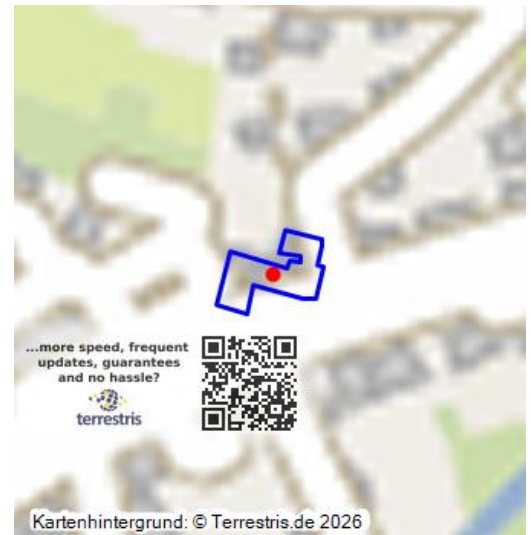 ...more speed, frequent
updates, guarantees
and no hassle?
terrestris
Kartenhintergrund: © Terrestris.de 2026